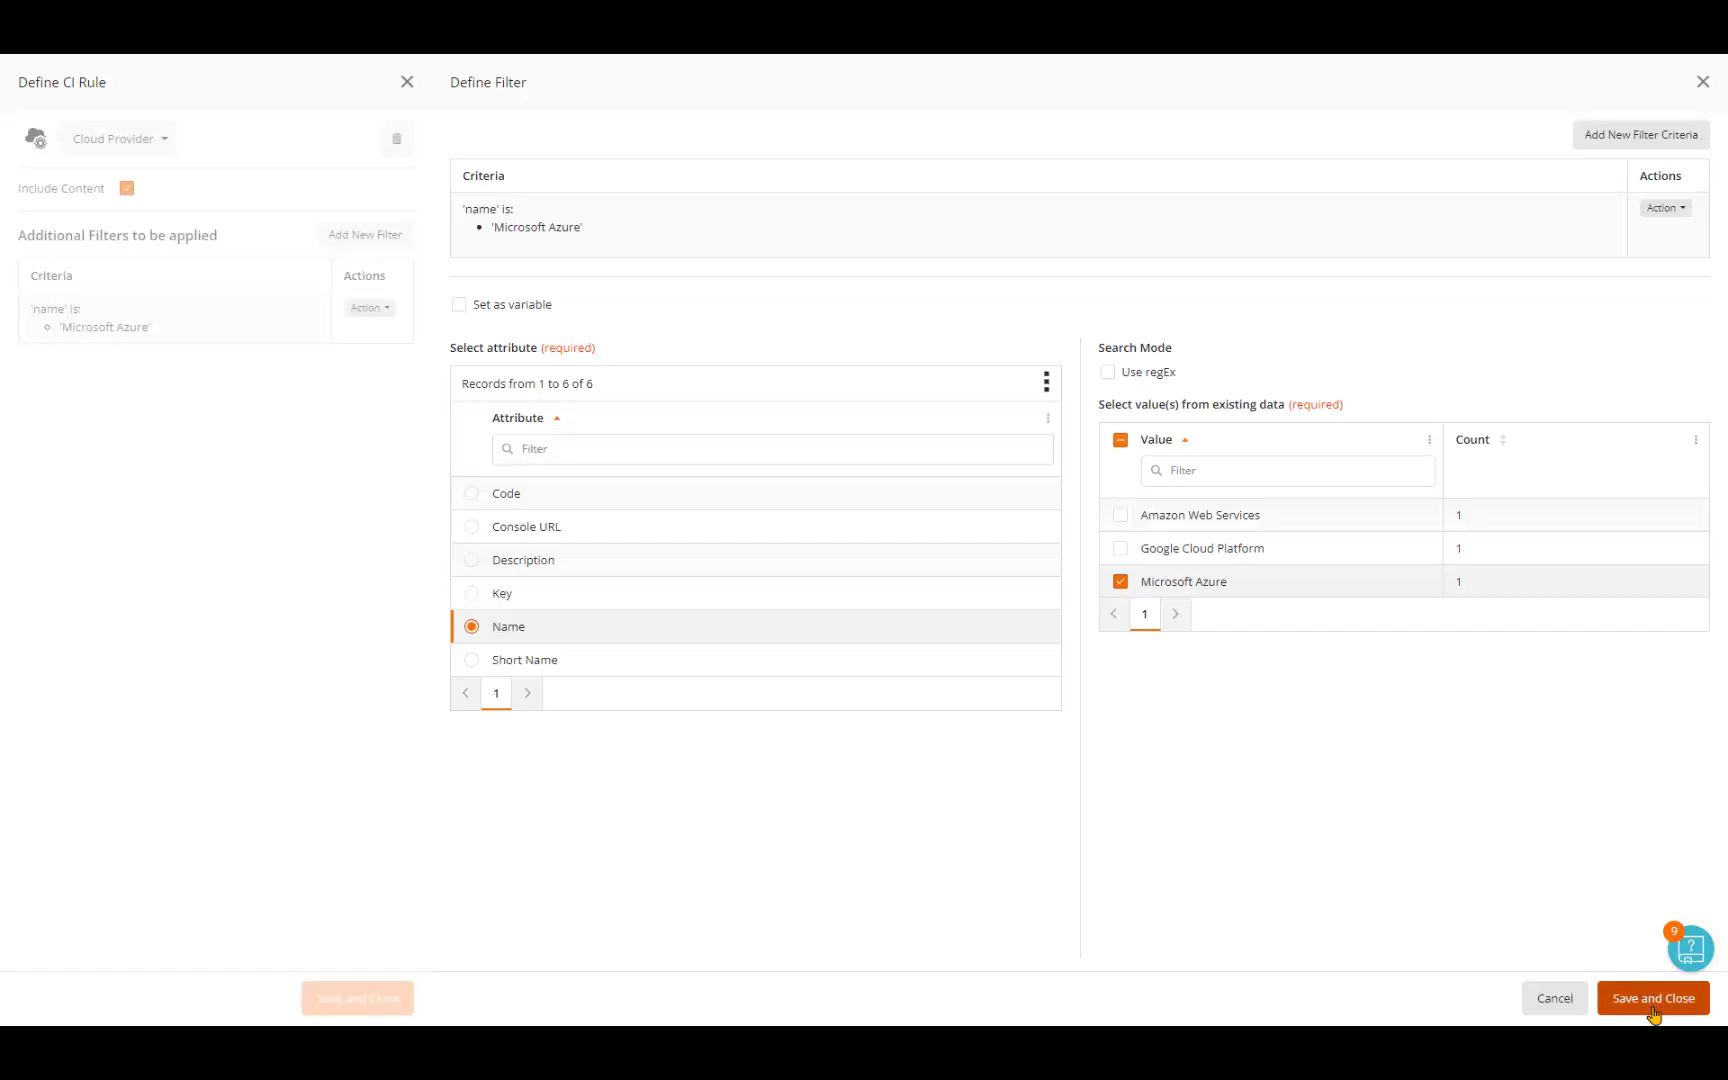 Define CI Rule
Cloud Provider
Include Content
Additional Filters to be applied
Add New Filter
Criteria
Actions
'name' is:
'Microsoft Azure'
Action
Save and Close
Define Filter
Add New Filter Criteria
Criteria
Actions
'name' is:
'Microsoft Azure'
Action
Set as variable
Select attribute (required)
Records from 1 to 6 of 6
Attribute
Filter
Code
Console URL
Description
Key
Name
Short Name
1
Search Mode
Use regEx
Select value(s) from existing data (required)
Value
Count
Filter
Amazon Web Services 1
Google Cloud Platform 1
Microsoft Azure 1
1
9
?
Cancel
Save and Close